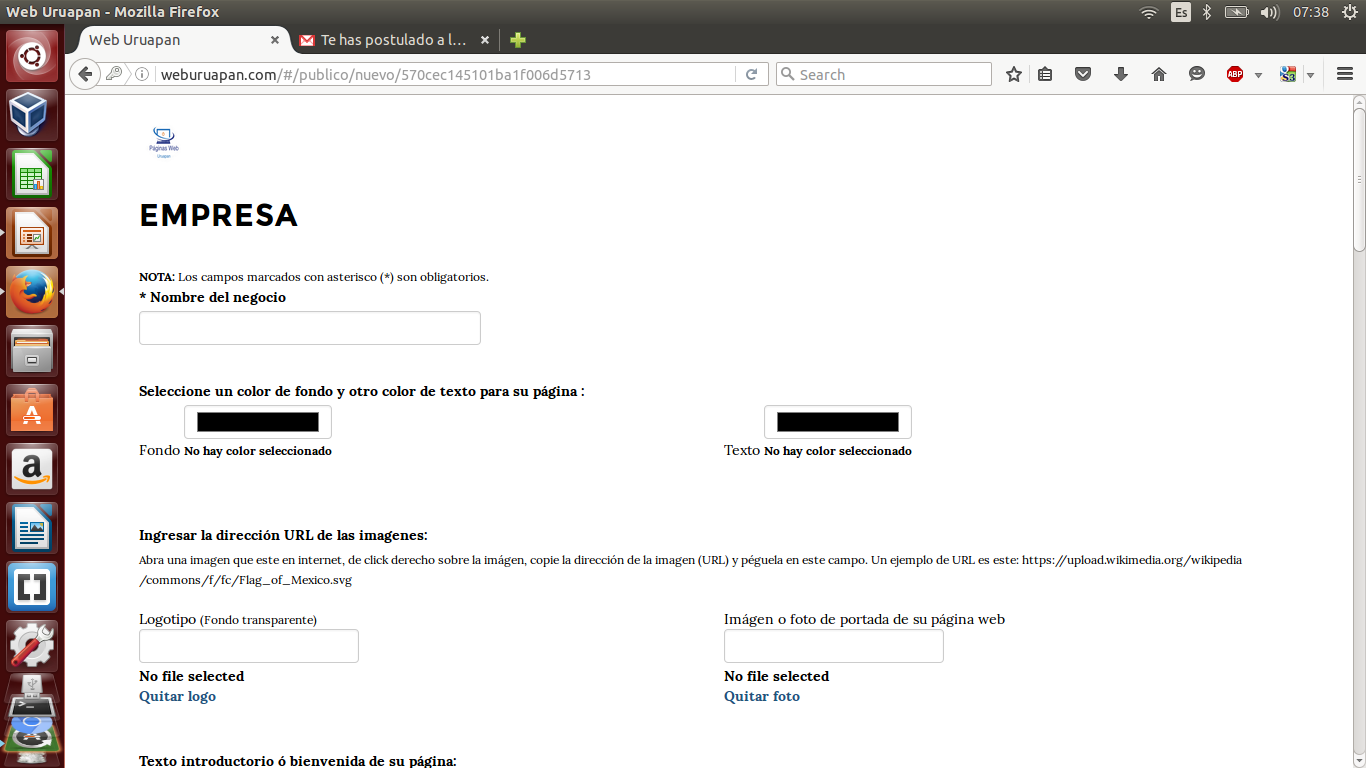 Web Uruapan - Mozilla Firefox
Es
07:38
Web Uruapan
Te has postulado a l...
weburuapan.com/#/publico/nuevo/570cec145101ba1f006d5713
Search
ABP
Páginas Web
Uruapan
EMPRESA
NOTA: Los campos marcados con asterisco (*) son obligatorios.
* Nombre del negocio
Seleccione un color de fondo y otro color de texto para su página :
Fondo No hay color seleccionado
Texto No hay color seleccionado
Ingresar la dirección URL de las imagenes:
Abra una imagen que este en internet, de click derecho sobre la imágen, copie la dirección de la imagen (URL) y péguela en este campo. Un ejemplo de URL es este: https://upload.wikimedia.org/wikipedia
/commons/f/fc/Flag_of_Mexico.svg
Logotipo (Fondo transparente)
No file selected
Quitar logo
Imágen o foto de portada de su página web
No file selected
Quitar foto
Texto introductorio ó bienvenida de su página: